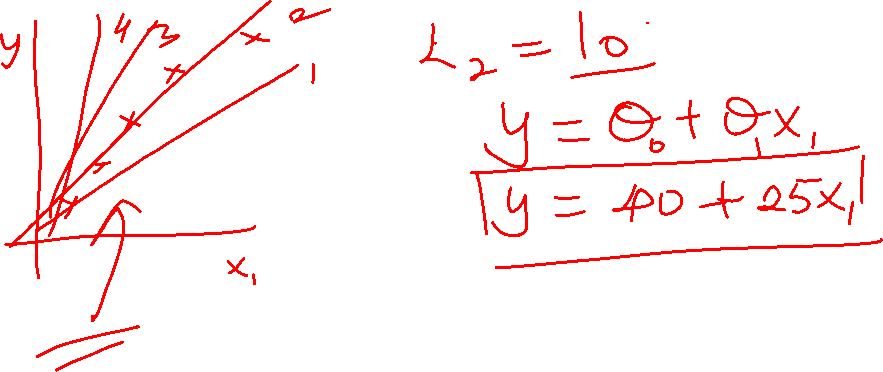 y
4
3
2
1
x₁
L₂ = 10
y = θ₀ + θ₁x₁
y = 40 + 25x₁